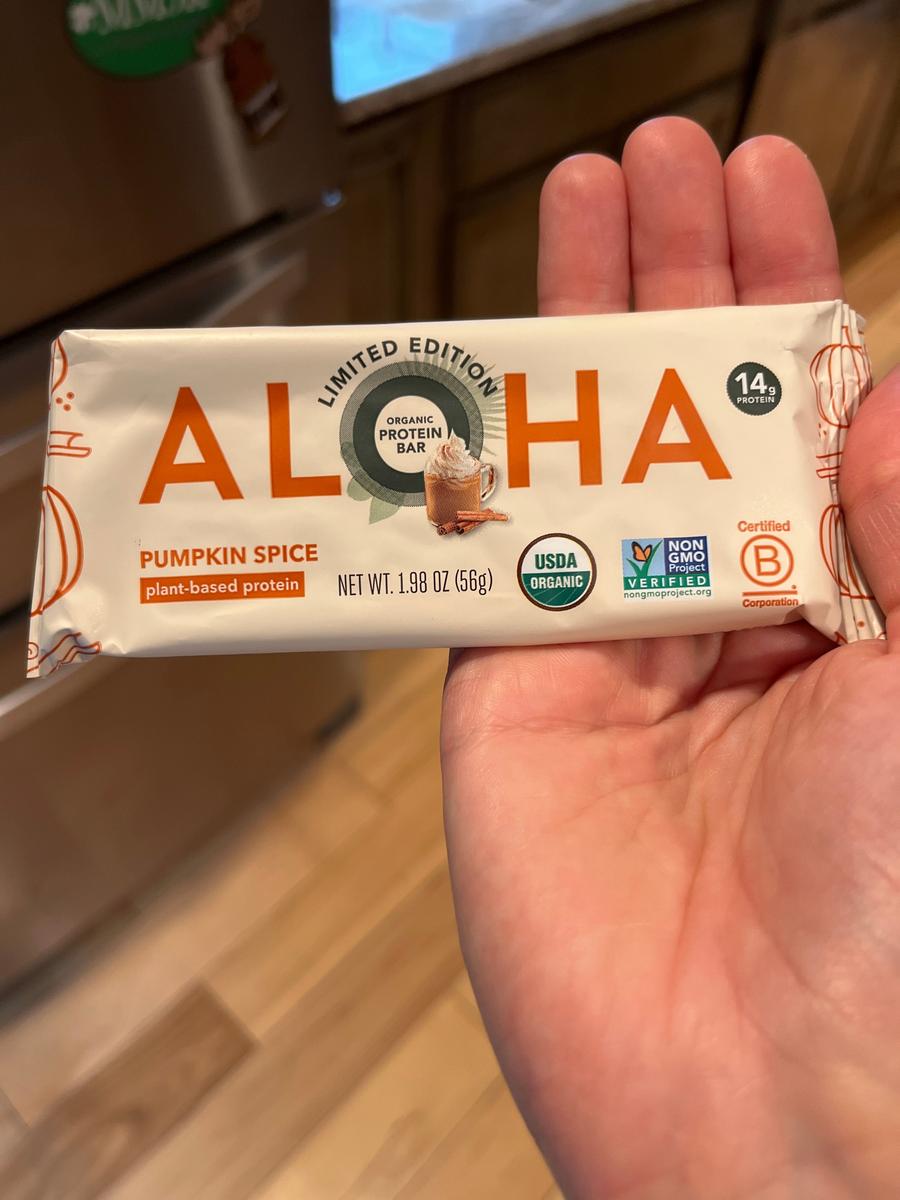 LIMITED EDITION
ALOHA
ORGANIC
PROTEIN
BAR
14g
PROTEIN
PUMPKIN SPICE
plant-based protein
NET WT. 1.98 OZ (56g)
USDA
ORGANIC
NON
GMO
Project
VERIFIED
nongmoproject.org
Certified
B
Corporation